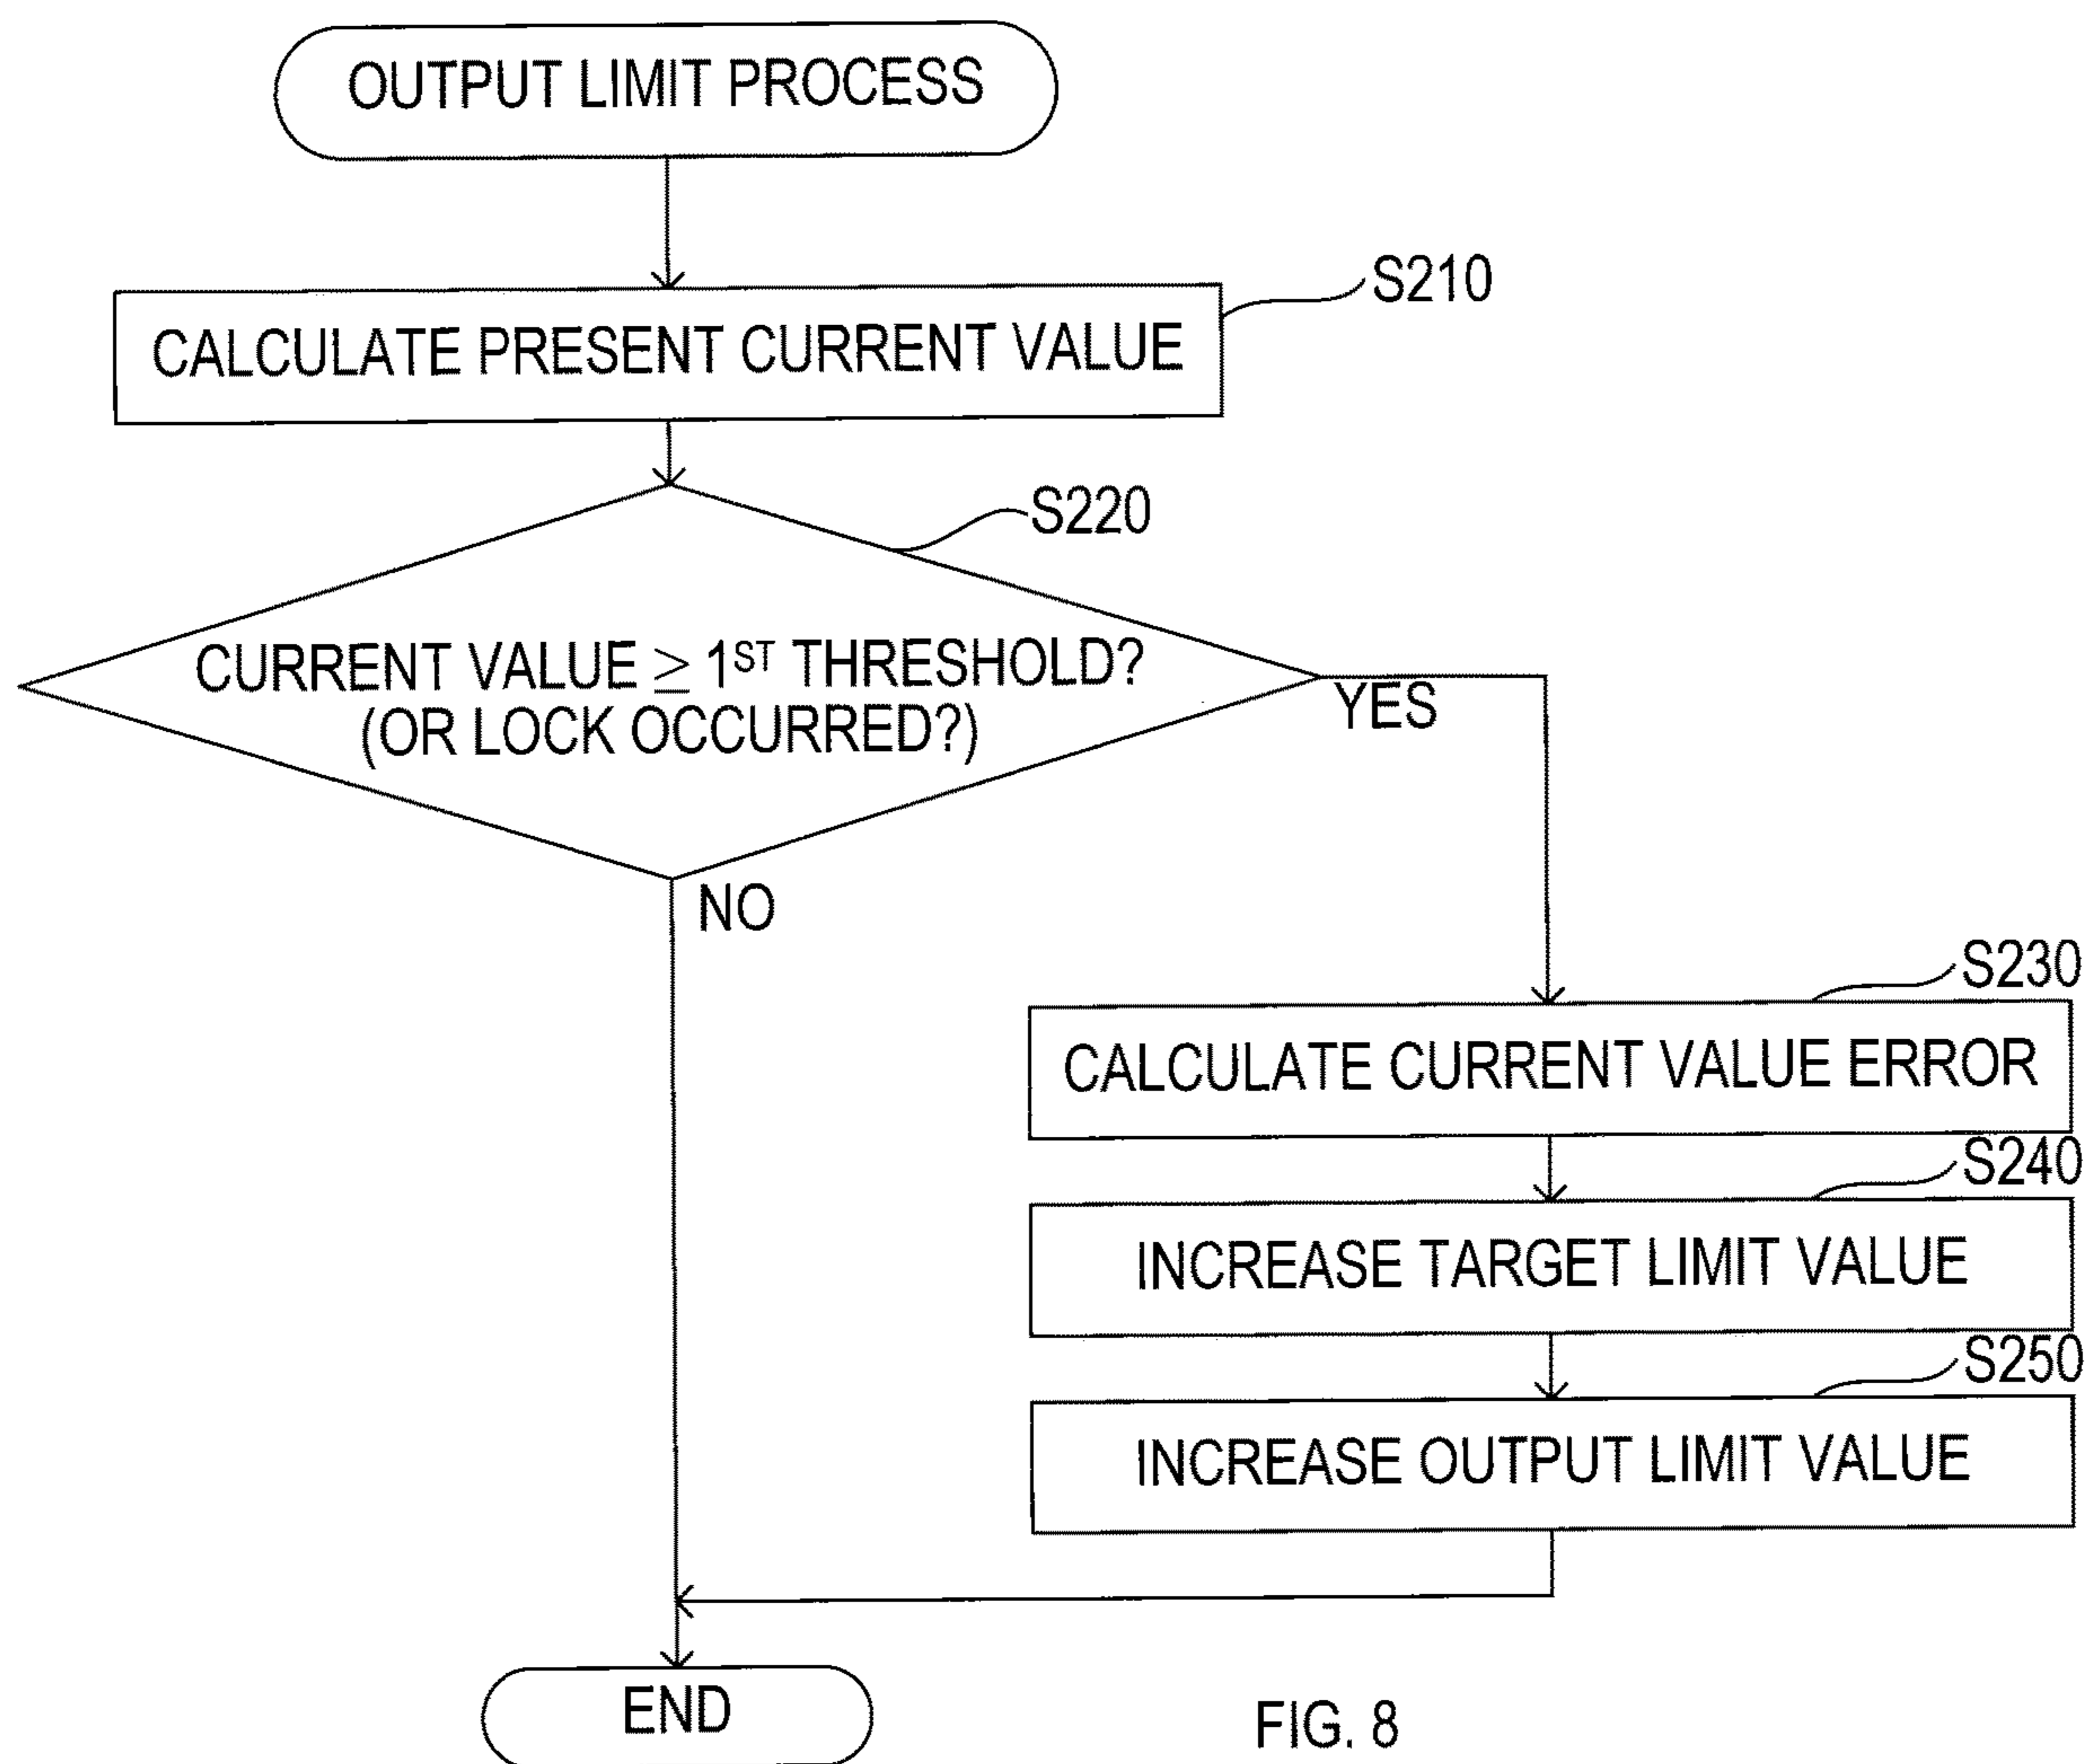 OUTPUT LIMIT PROCESS
S210
CALCULATE PRESENT CURRENT VALUE
S220
CURRENT VALUE ≥ 1ST THRESHOLD?
(OR LOCK OCCURRED?)
YES
NO
S230
CALCULATE CURRENT VALUE ERROR
S240
INCREASE TARGET LIMIT VALUE
S250
INCREASE OUTPUT LIMIT VALUE
END
FIG. 8